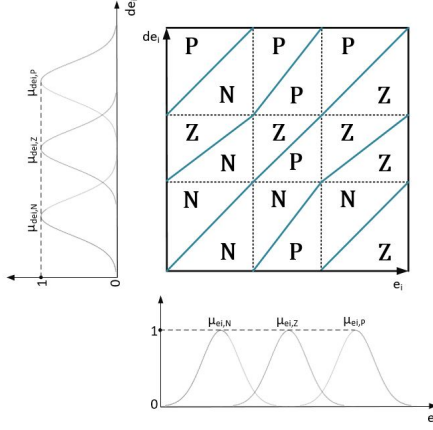 de_i
de_i
P P P
N P Z
Z Z Z
N P Z
N N N
N P Z
e_i
μ_dei,P
μ_dei,Z
μ_dei,N
1 0
μ_ei,N μ_ei,Z μ_ei,P
1
0
e